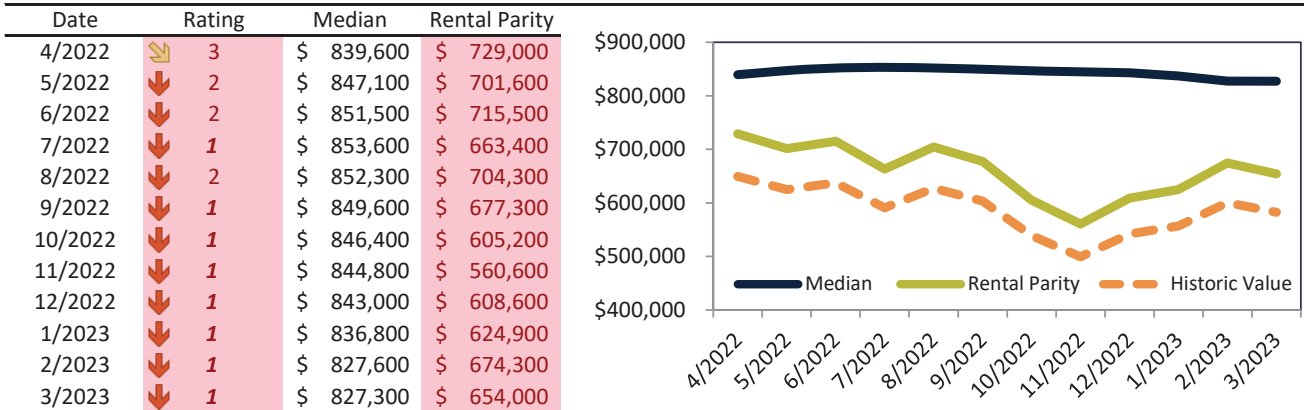 Date Rating Median Rental Parity
4/2022 3 $ 839,600 $ 729,000
5/2022 2 $ 847,100 $ 701,600
6/2022 2 $ 851,500 $ 715,500
7/2022 1 $ 853,600 $ 663,400
8/2022 2 $ 852,300 $ 704,300
9/2022 1 $ 849,600 $ 677,300
10/2022 1 $ 846,400 $ 605,200
11/2022 1 $ 844,800 $ 560,600
12/2022 1 $ 843,000 $ 608,600
1/2023 1 $ 836,800 $ 624,900
2/2023 1 $ 827,600 $ 674,300
3/2023 1 $ 827,300 $ 654,000
$900,000
$800,000
$700,000
$600,000
$500,000
$400,000
Median Rental Parity Historic Value
4/2022 5/2022 6/2022 7/2022 8/2022 9/2022 10/2022 11/2022 12/2022 1/2023 2/2023 3/2023